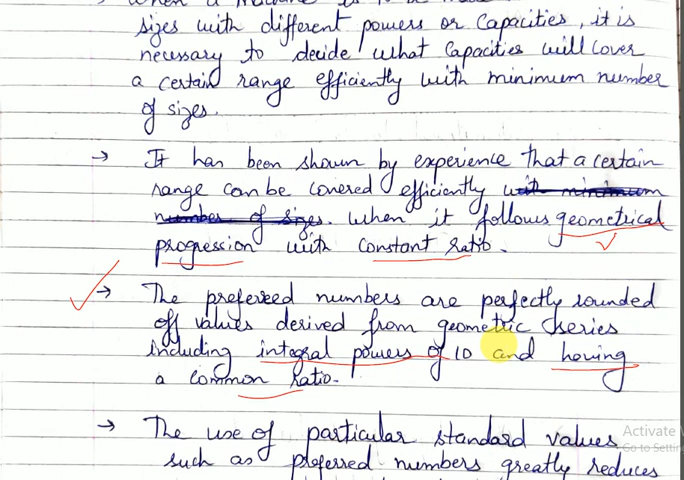 sizes with different powers or capacities, it is
necessary to decide what capacities will cover
a certain range efficiently with minimum number
of sizes.
→ It has been shown by experience that a certain
range can be covered efficiently with minimum
number of sizes. when it follows geometrical
progression with constant ratio.
→ The preferred numbers are perfectly rounded
off values derived from geometric series
including integral powers of 10 and having
a common ratio.
→ The use of particular standard values
Activate
Go to Settin
such as preferred numbers greatly reduces